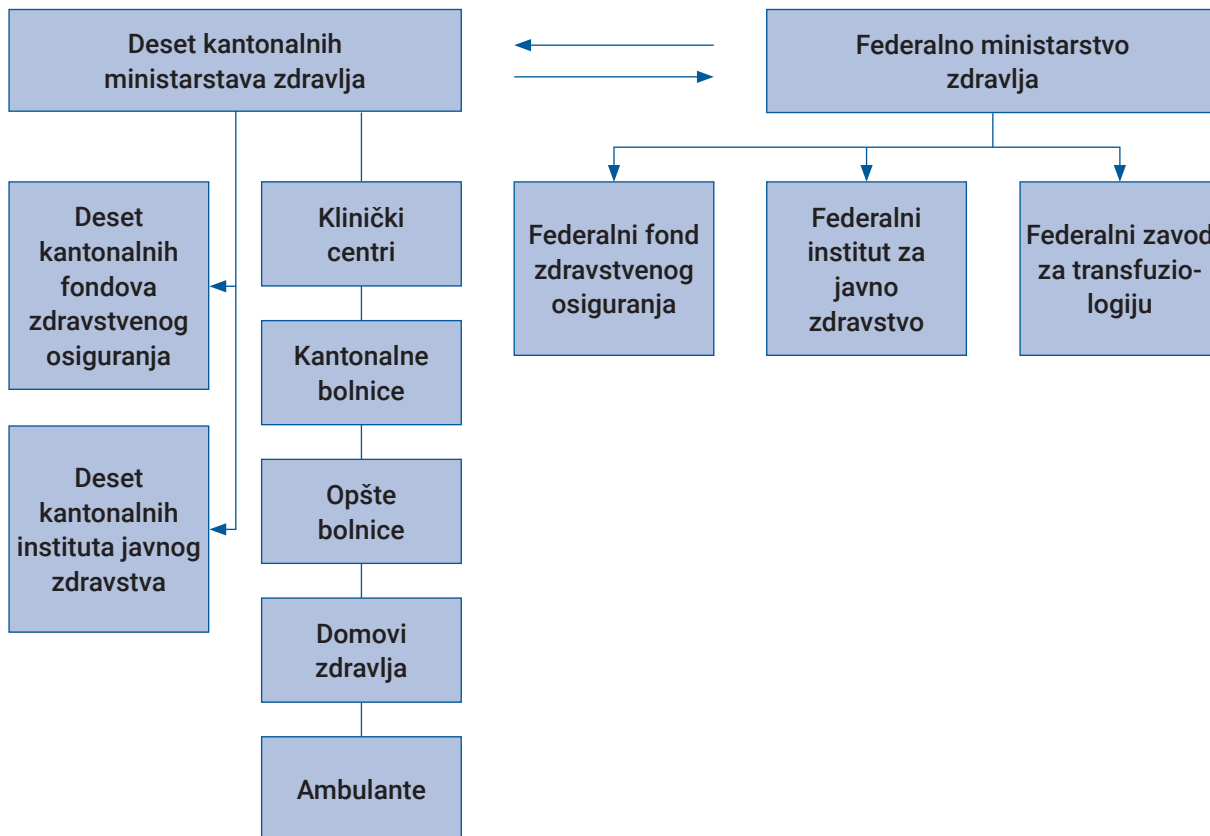 Deset kantonalnih
ministarstava zdravlja
Federalno ministarstvo
zdravlja
Deset
kantonalnih
fondova
zdravstvenog
osiguranja
Klinički
centri
Federalni fond
zdravstvenog
osiguranja
Federalni
institut za
javno
zdravstvo
Federalni zavod
za transfuzio-
logiju
Kantonalne
bolnice
Deset
kantonalnih
instituta javnog
zdravstva
Opšte
bolnice
Domovi
zdravlja
Ambulante